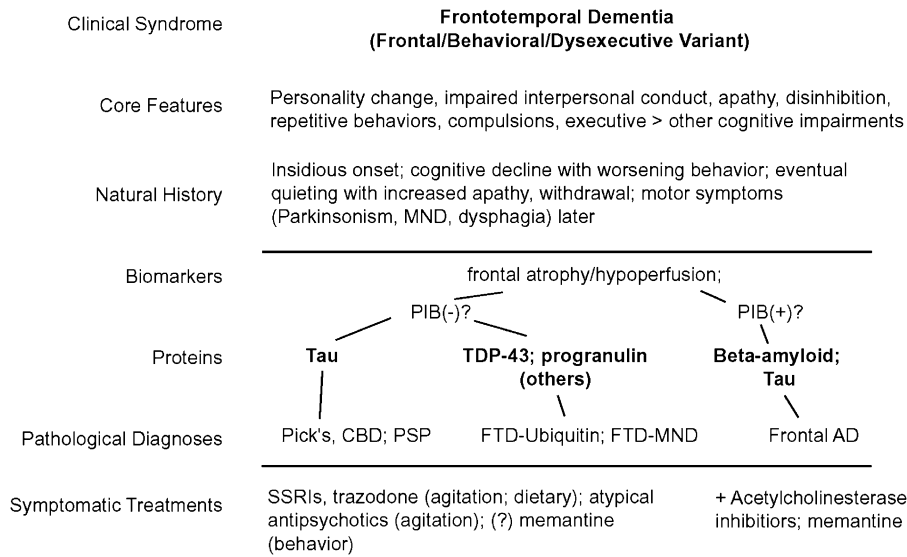 Clinical Syndrome
Frontotemporal Dementia
(Frontal/Behavioral/Dysexecutive Variant)
Core Features
Personality change, impaired interpersonal conduct, apathy, disinhibition,
repetitive behaviors, compulsions, executive > other cognitive impairments
Natural History
Insidious onset; cognitive decline with worsening behavior; eventual
quieting with increased apathy, withdrawal; motor symptoms
(Parkinsonism, MND, dysphagia) later
Biomarkers
frontal atrophy/hypoperfusion;
PIB(-)?
PIB(+)?
Proteins
Tau
TDP-43; progranulin
(others)
Beta-amyloid;
Tau
Pathological Diagnoses
Pick's, CBD; PSP
FTD-Ubiquitin; FTD-MND
Frontal AD
Symptomatic Treatments
SSRIs, trazodone (agitation; dietary); atypical
antipsychotics (agitation); (?) memantine
(behavior)
+ Acetylcholinesterase
inhibitiors; memantine